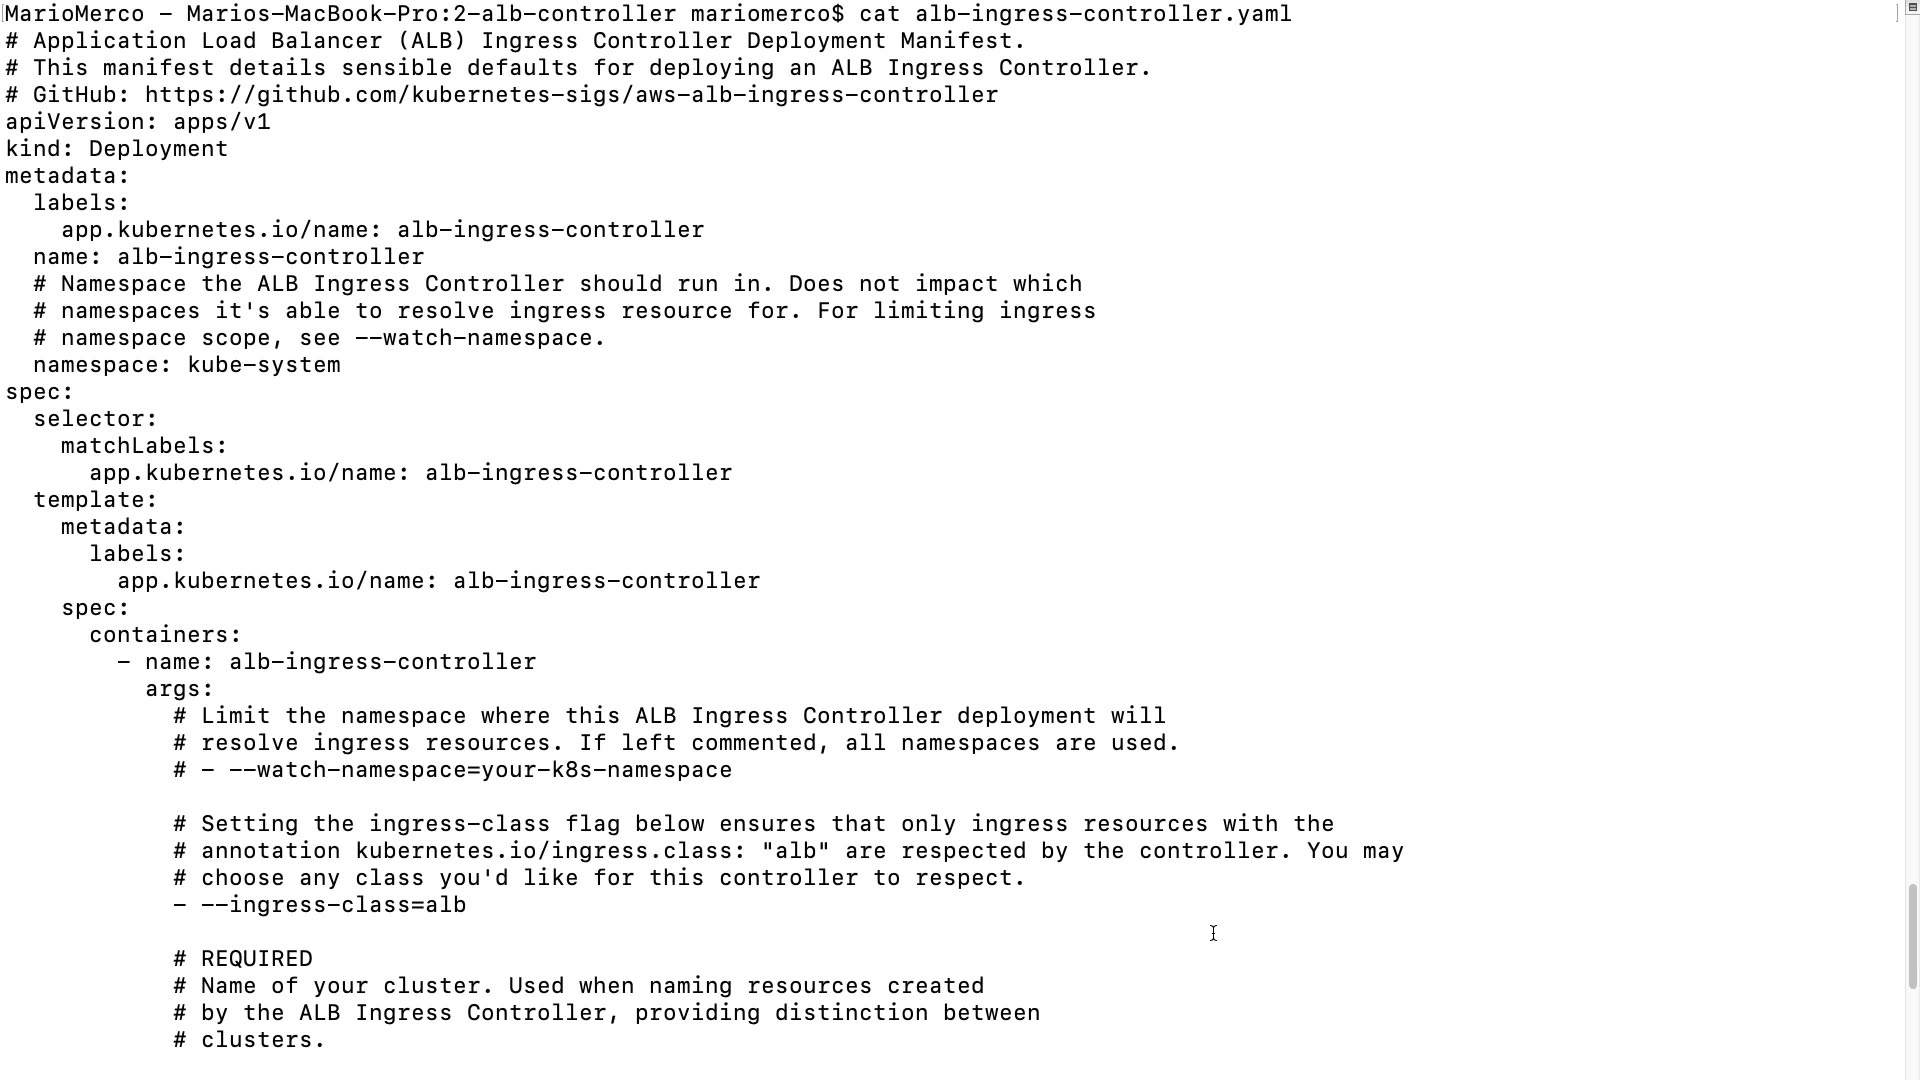 MarioMerco — Marios-MacBook-Pro:2-alb-controller mariomerco$ cat alb-ingress-controller.yaml
# Application Load Balancer (ALB) Ingress Controller Deployment Manifest.
# This manifest details sensible defaults for deploying an ALB Ingress Controller.
# GitHub: https://github.com/kubernetes-sigs/aws-alb-ingress-controller
apiVersion: apps/v1
kind: Deployment
metadata:
  labels:
    app.kubernetes.io/name: alb-ingress-controller
  name: alb-ingress-controller
  # Namespace the ALB Ingress Controller should run in. Does not impact which
  # namespaces it's able to resolve ingress resource for. For limiting ingress
  # namespace scope, see --watch-namespace.
  namespace: kube-system
spec:
  selector:
    matchLabels:
      app.kubernetes.io/name: alb-ingress-controller
  template:
    metadata:
      labels:
        app.kubernetes.io/name: alb-ingress-controller
    spec:
      containers:
        - name: alb-ingress-controller
          args:
            # Limit the namespace where this ALB Ingress Controller deployment will
            # resolve ingress resources. If left commented, all namespaces are used.
            # - --watch-namespace=your-k8s-namespace

            # Setting the ingress-class flag below ensures that only ingress resources with the
            # annotation kubernetes.io/ingress.class: "alb" are respected by the controller. You may
            # choose any class you'd like for this controller to respect.
            - --ingress-class=alb

            # REQUIRED
            # Name of your cluster. Used when naming resources created
            # by the ALB Ingress Controller, providing distinction between
            # clusters.